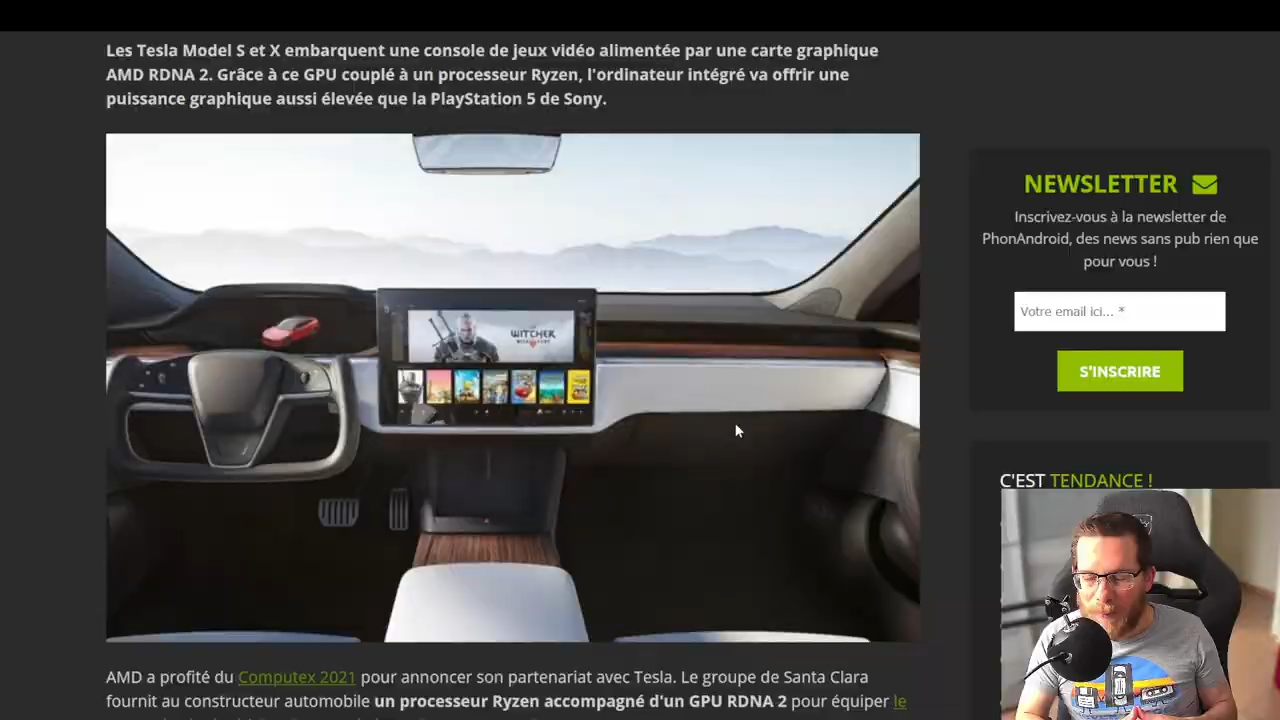 Les Tesla Model S et X embarquent une console de jeux vidéo alimentée par une carte graphique
AMD RDNA 2. Grâce à ce GPU couplé à un processeur Ryzen, l'ordinateur intégré va offrir une
puissance graphique aussi élevée que la PlayStation 5 de Sony.
WITCHER
NEWSLETTER
Inscrivez-vous à la newsletter de
PhonAndroid, des news sans pub rien que
pour vous !
Votre email ici... *
S'INSCRIRE
C'EST TENDANCE !
AMD a profité du Computex 2021 pour annoncer son partenariat avec Tesla. Le groupe de Santa Clara
fournit au constructeur automobile un processeur Ryzen accompagné d'un GPU RDNA 2 pour équiper le